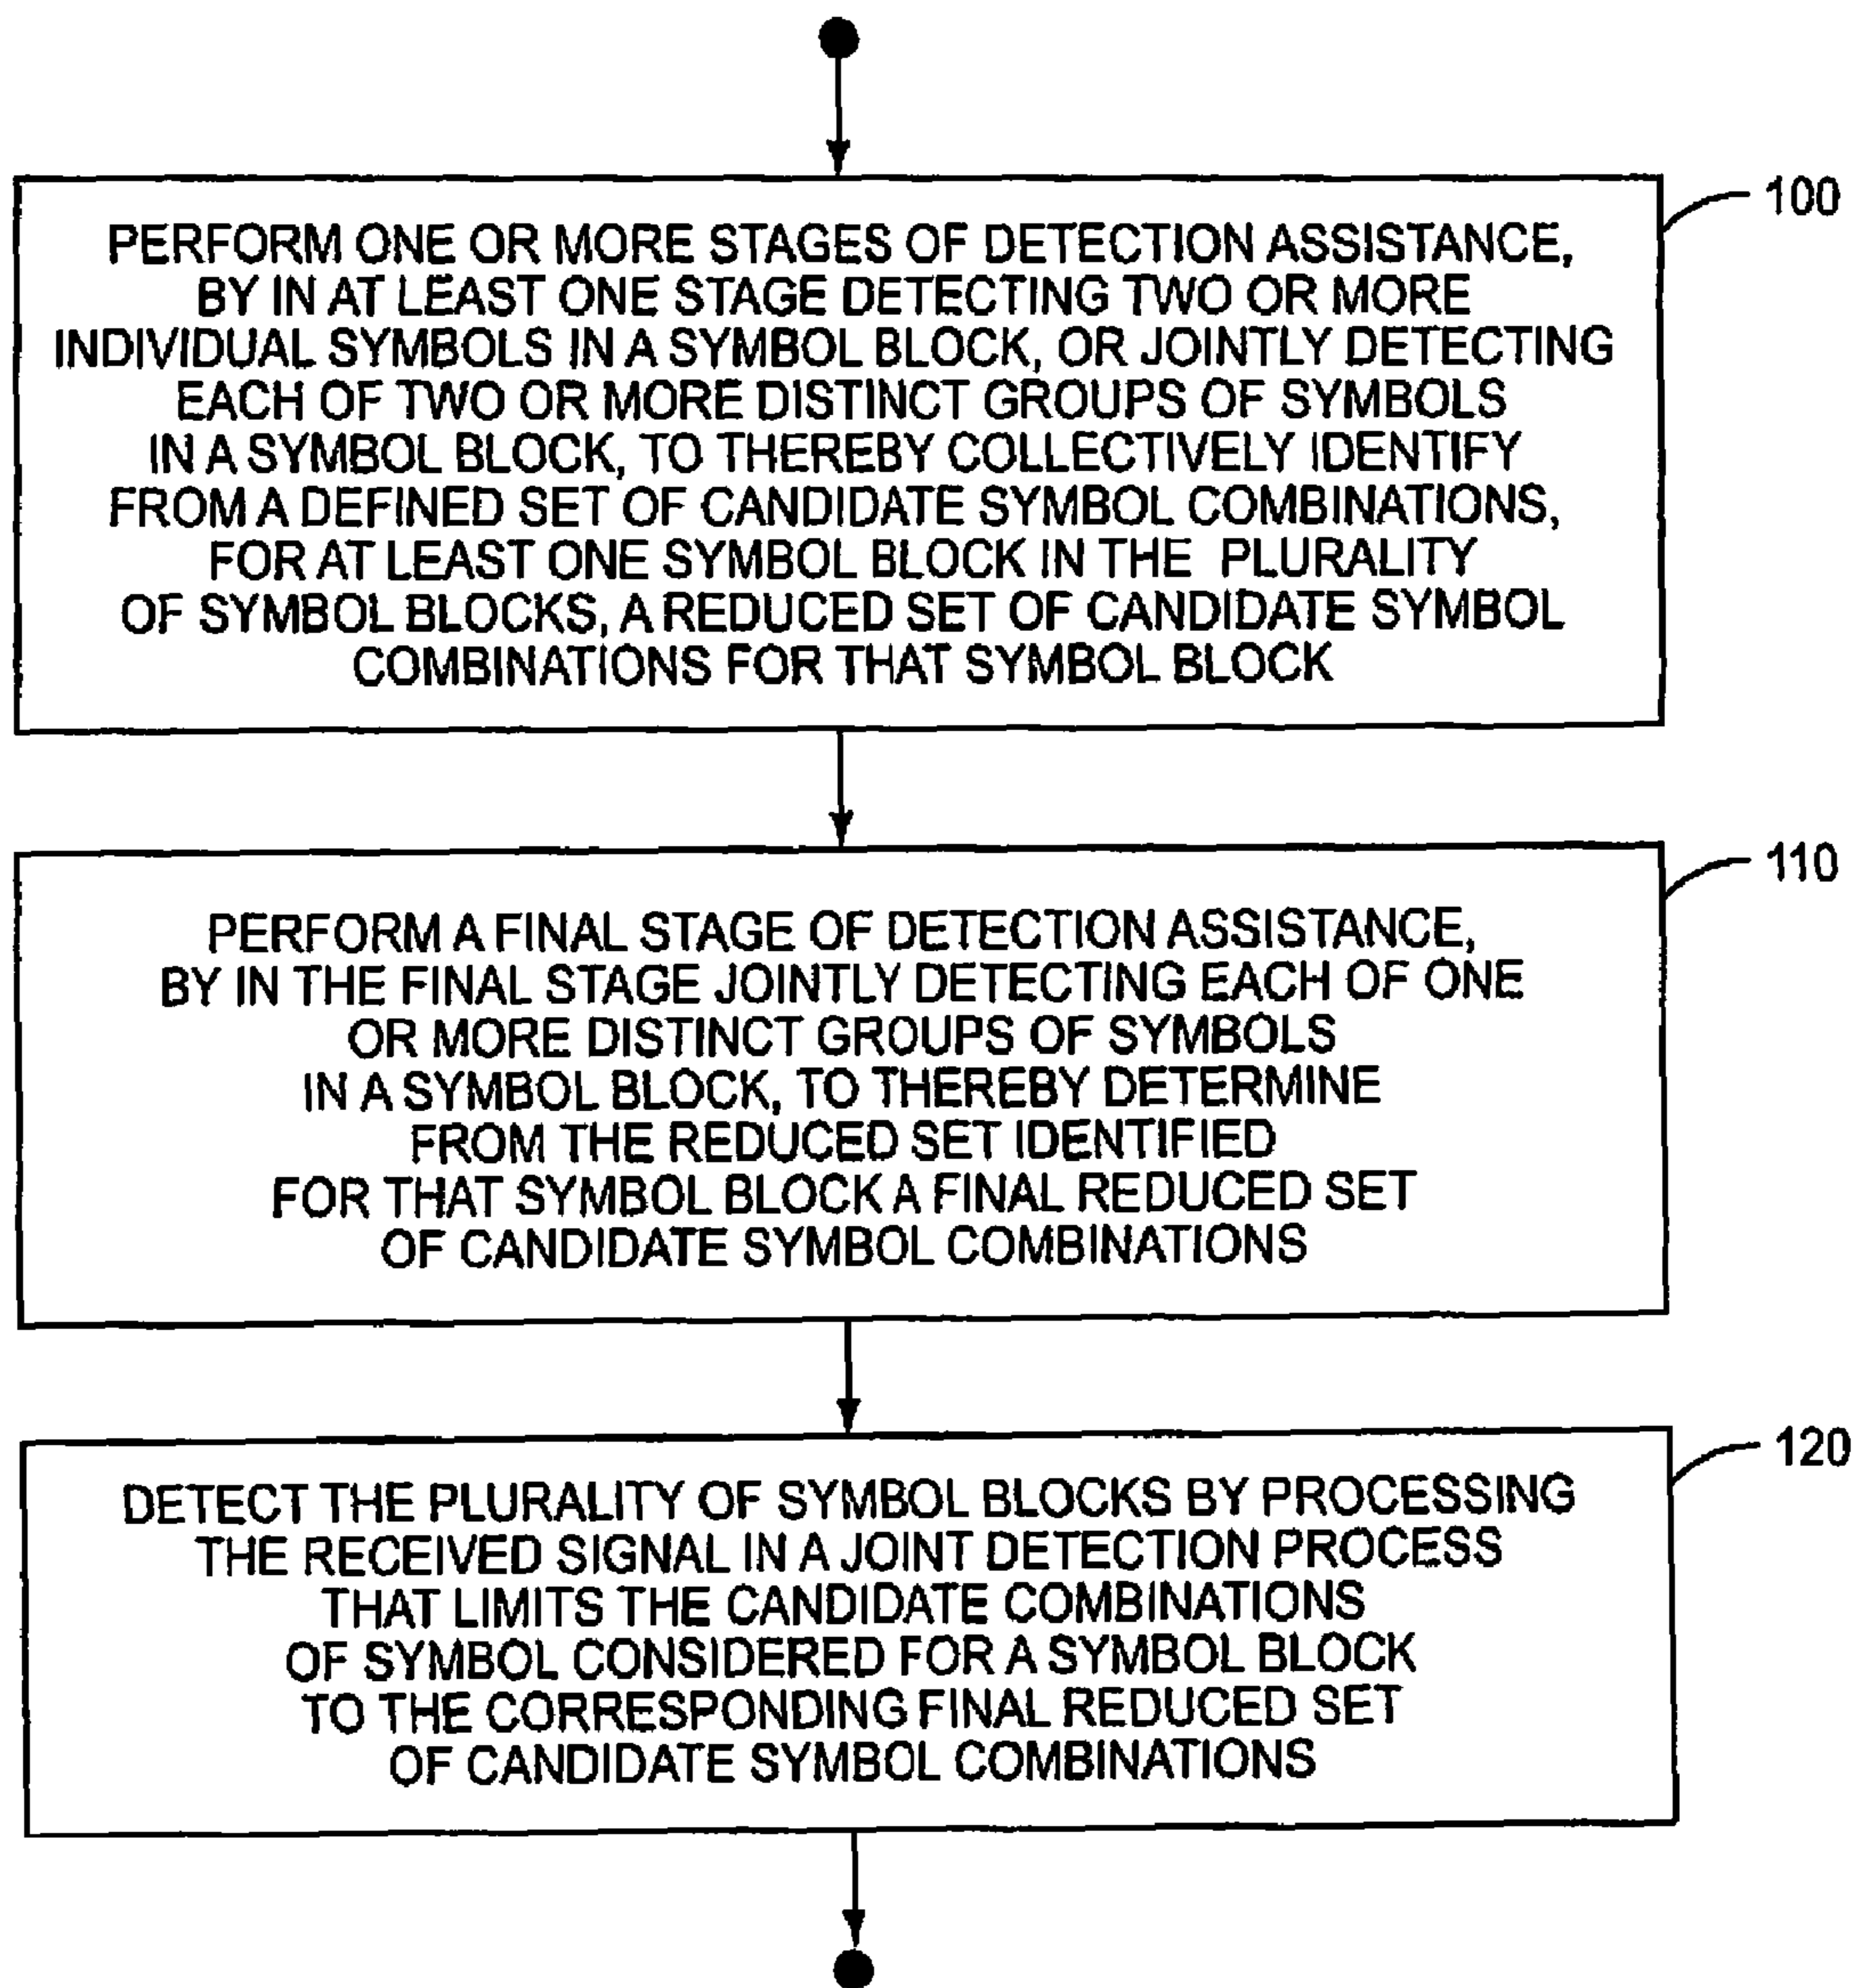 100
PERFORM ONE OR MORE STAGES OF DETECTION ASSISTANCE,
BY IN AT LEAST ONE STAGE DETECTING TWO OR MORE
INDIVIDUAL SYMBOLS IN A SYMBOL BLOCK, OR JOINTLY DETECTING
EACH OF TWO OR MORE DISTINCT GROUPS OF SYMBOLS
IN A SYMBOL BLOCK, TO THEREBY COLLECTIVELY IDENTIFY
FROM A DEFINED SET OF CANDIDATE SYMBOL COMBINATIONS,
FOR AT LEAST ONE SYMBOL BLOCK IN THE PLURALITY
OF SYMBOL BLOCKS, A REDUCED SET OF CANDIDATE SYMBOL
COMBINATIONS FOR THAT SYMBOL BLOCK
110
PERFORM A FINAL STAGE OF DETECTION ASSISTANCE,
BY IN THE FINAL STAGE JOINTLY DETECTING EACH OF ONE
OR MORE DISTINCT GROUPS OF SYMBOLS
IN A SYMBOL BLOCK, TO THEREBY DETERMINE
FROM THE REDUCED SET IDENTIFIED
FOR THAT SYMBOL BLOCK A FINAL REDUCED SET
OF CANDIDATE SYMBOL COMBINATIONS
120
DETECT THE PLURALITY OF SYMBOL BLOCKS BY PROCESSING
THE RECEIVED SIGNAL IN A JOINT DETECTION PROCESS
THAT LIMITS THE CANDIDATE COMBINATIONS
OF SYMBOL CONSIDERED FOR A SYMBOL BLOCK
TO THE CORRESPONDING FINAL REDUCED SET
OF CANDIDATE SYMBOL COMBINATIONS